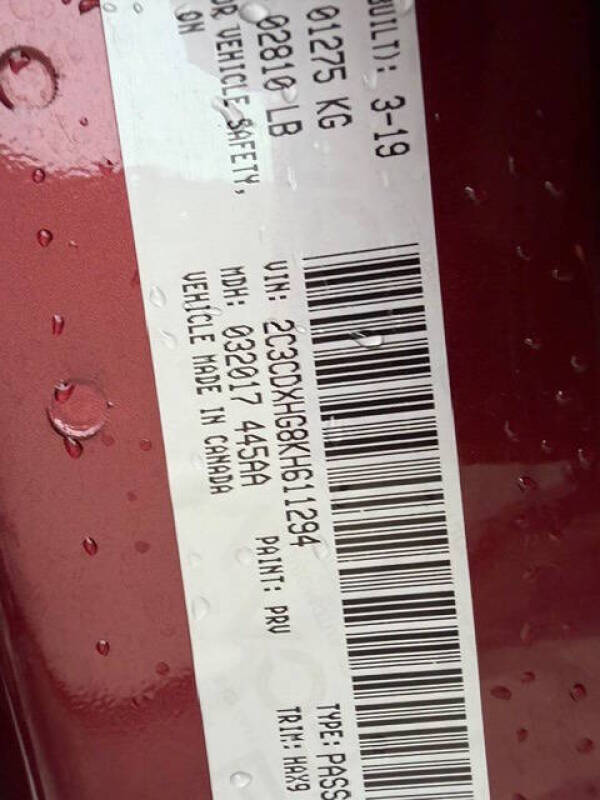 BUILT): 3-19
01275 KG
02810 LB
OR VEHICLE SAFETY,
ON
VIN: 2C3CDXHG8KH611294 TYPE: PASS
MDH: 032017 445AA PAINT: PRV TRIM: HAX9
VEHICLE MADE IN CANADA